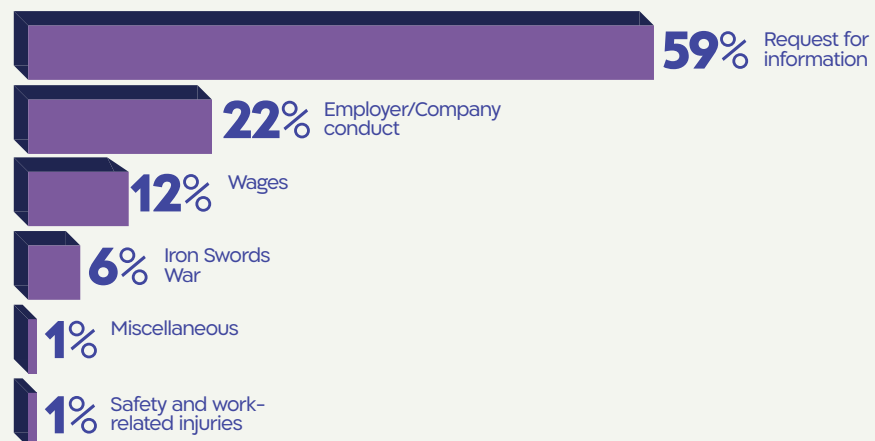 59% Request for
information
22% Employer/Company
conduct
12% Wages
6% Iron Swords
War
1% Miscellaneous
1% Safety and work-
related injuries